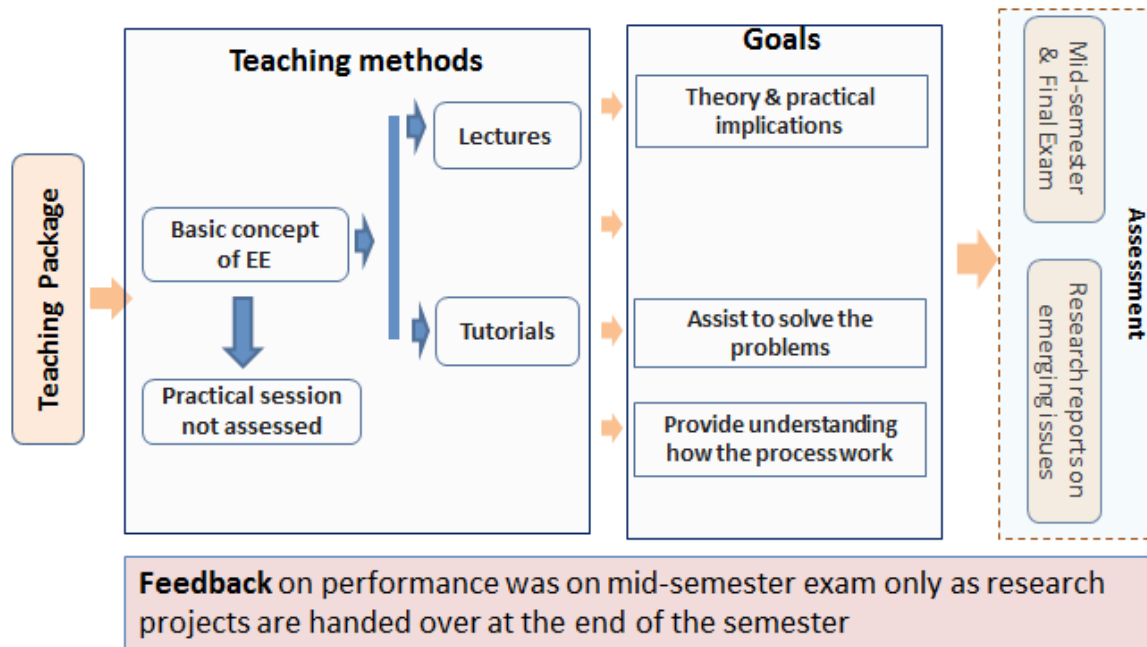 Teaching Package
Teaching methods
Basic concept
of EE
Practical session
not assessed
Lectures
Tutorials
Goals
Theory & practical
implications
Assist to solve the
problems
Provide understanding
how the process work
Mid-semester
& Final Exam
Research reports on
emerging issues
Assessment
Feedback on performance was on mid-semester exam only as research
projects are handed over at the end of the semester